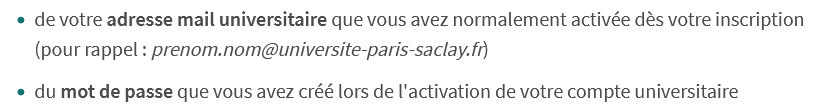 • de votre adresse mail universitaire que vous avez normalement activée dès votre inscription
(pour rappel : prenom.nom@universite-paris-saclay.fr)
• du mot de passe que vous avez créé lors de l'activation de votre compte universitaire